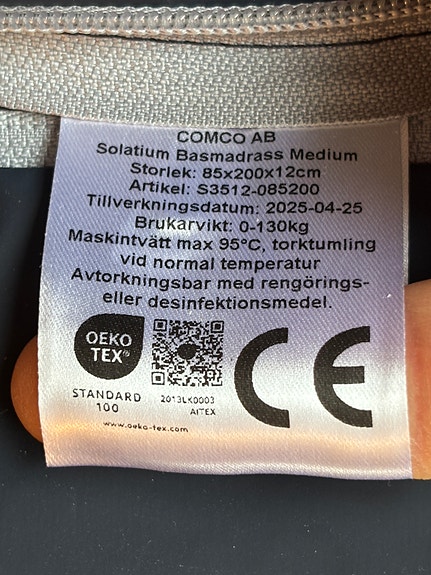 COMCO AB
Solatium Basmadrass Medium
Storlek: 85x200x12cm
Artikel: S3512-085200
Tillverkningsdatum: 2025-04-25
Brukarvikt: 0-130kg
Maskintvätt max 95°C, torktumling
vid normal temperatur
Avtorkningsbar med rengörings-
eller desinfektionsmedel.
OEKO
TEX®
STANDARD
100
2013LK0003
AITEX
www.oeko-tex.com
CE